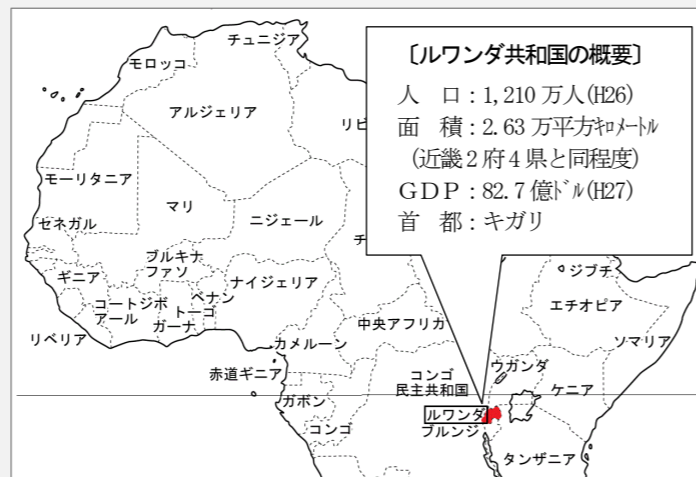 〔ルワンダ共和国の概要〕
人　口：1,210 万人(H26)
面　積：2.63 万平方㌔㍍
(近畿２府４県と同程度)
ＧＤＰ：82.7 億㌦(H27)
首　都：キガリ
チュニジア
モロッコ
アルジェリア
リビ
モーリタニア
マリ
ニジェール
チ
セネガル
ブルキナ
ファソ
ジブチ
ギニア
ナイジェリア
エチオピア
コートジボ
アール
ベナン
トーゴ
ガーナ
中央アフリカ
ソマリア
リベリア
カメルーン
ウガンダ
赤道ギニア
コンゴ
民主共和国
ケニア
ガボン
ルワンダ
コンゴ
ブルンジ
タンザニア